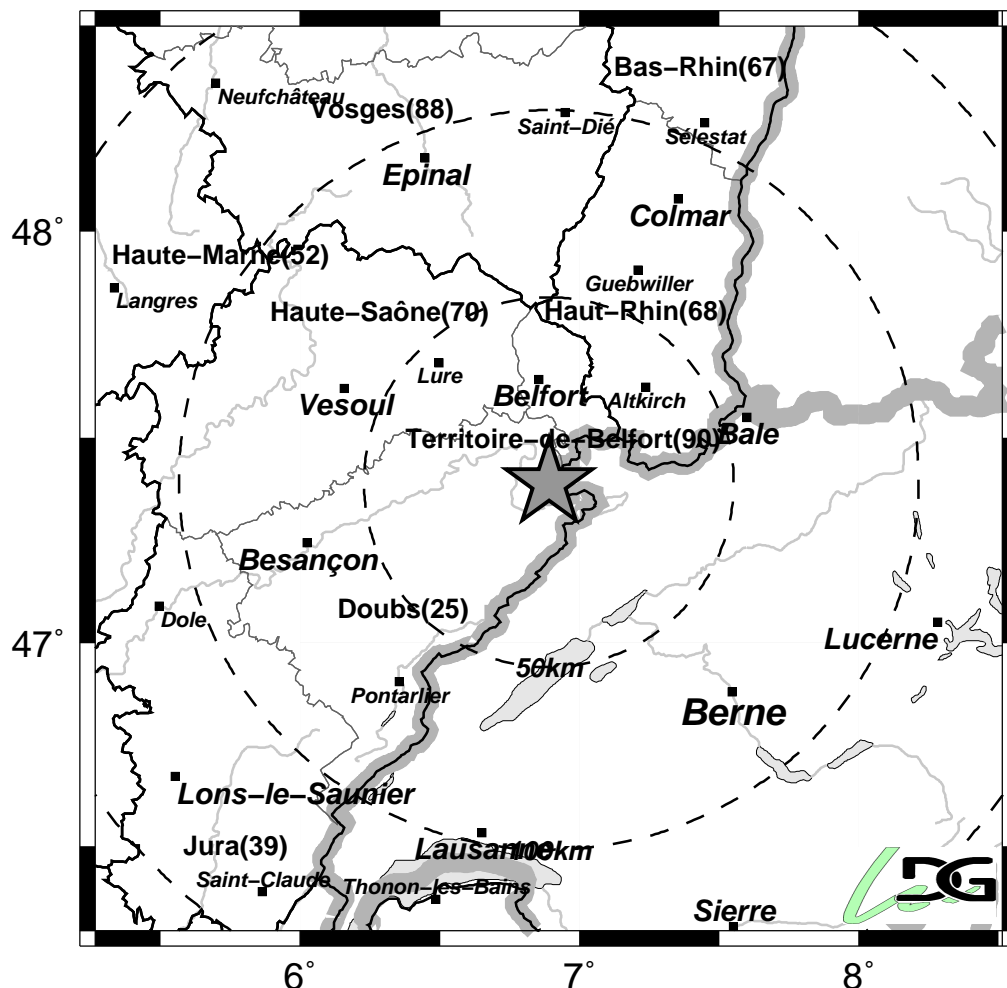 Bas−Rhin(67)
Neufchâteau
Vosges(88)
Saint−Dié
Sélestat
Epinal
Colmar
48°
Haute−Marne(52)
Guebwiller
Langres
Haute−Saône(70)
Haut−Rhin(68)
Lure
Belfort
Altkirch
Vesoul
Territoire−de−Belfort(90)
Bale
Besançon
Doubs(25)
Dole
Lucerne
47°
50km
Pontarlier
Berne
Lons−le−Saunier
Jura(39)
Lausanne
100km
Saint−Claude
Thonon−les−Bains
DG
Sierre
6°
7°
8°